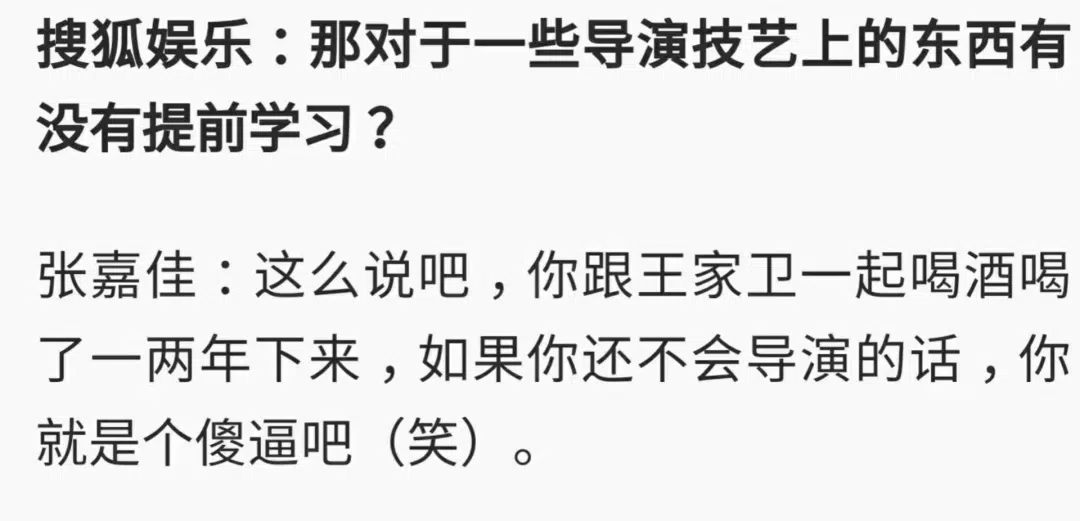 搜狐娱乐：那对于一些导演技艺上的东西有
没有提前学习？
张嘉佳：这么说吧，你跟王家卫一起喝酒喝
了一两年下来，如果你还不会导演的话，你
就是个傻逼吧（笑）。